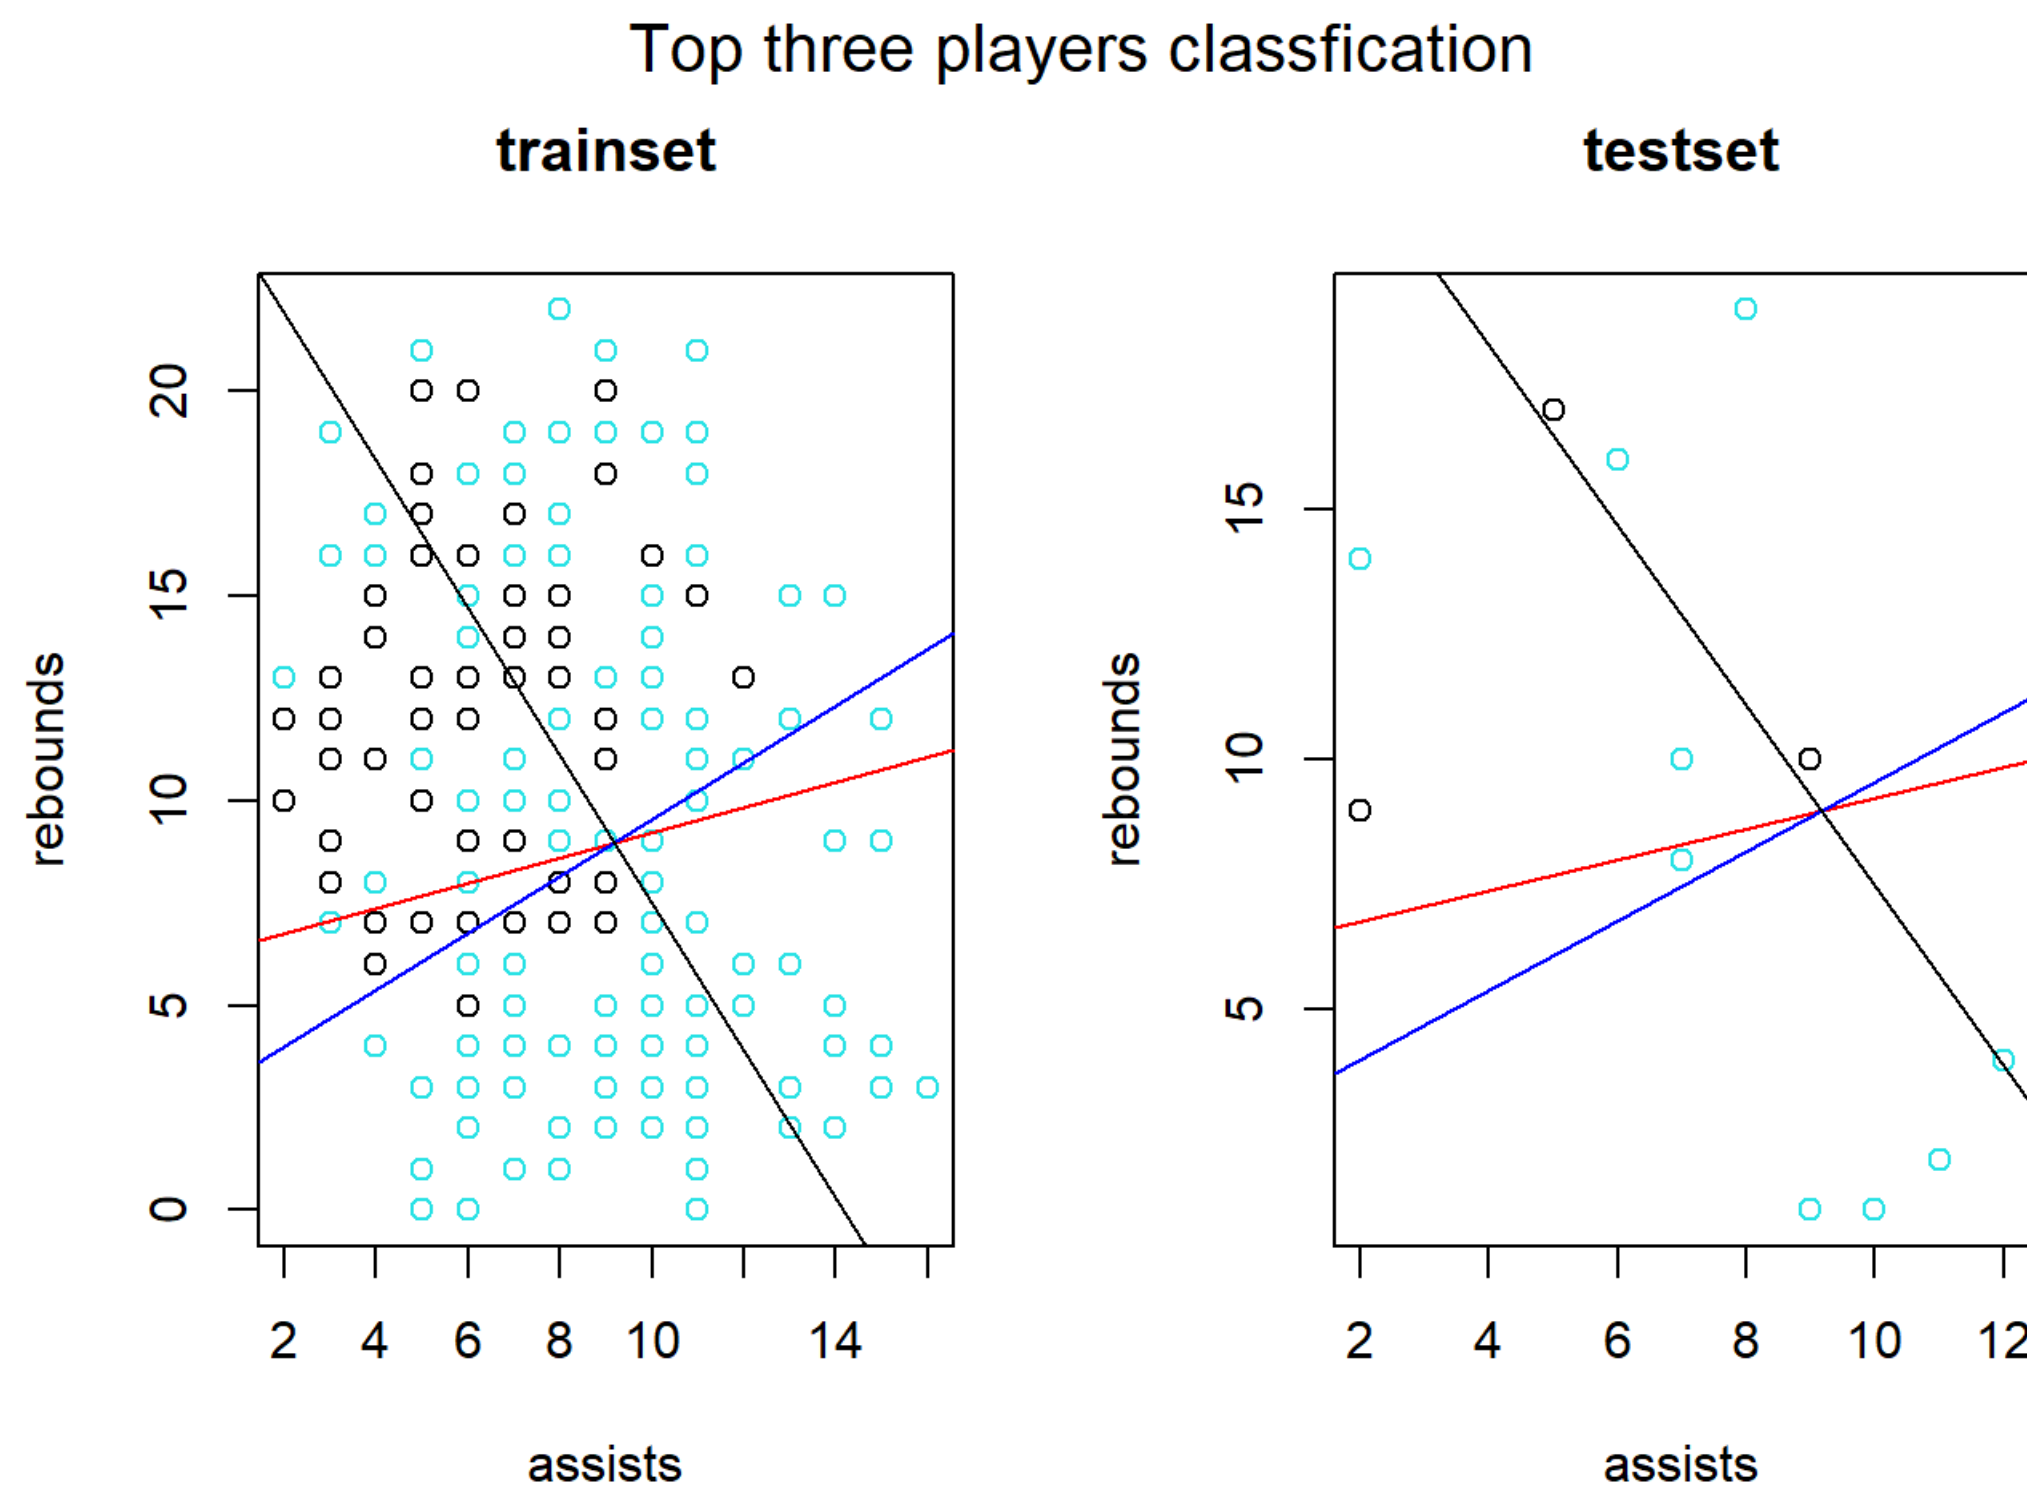 Top three players classfication
trainset
testset
rebounds
20
15
10
5
0
2 4 6 8 10 14
assists
rebounds
15
10
5
2 4 6 8 10 12
assists